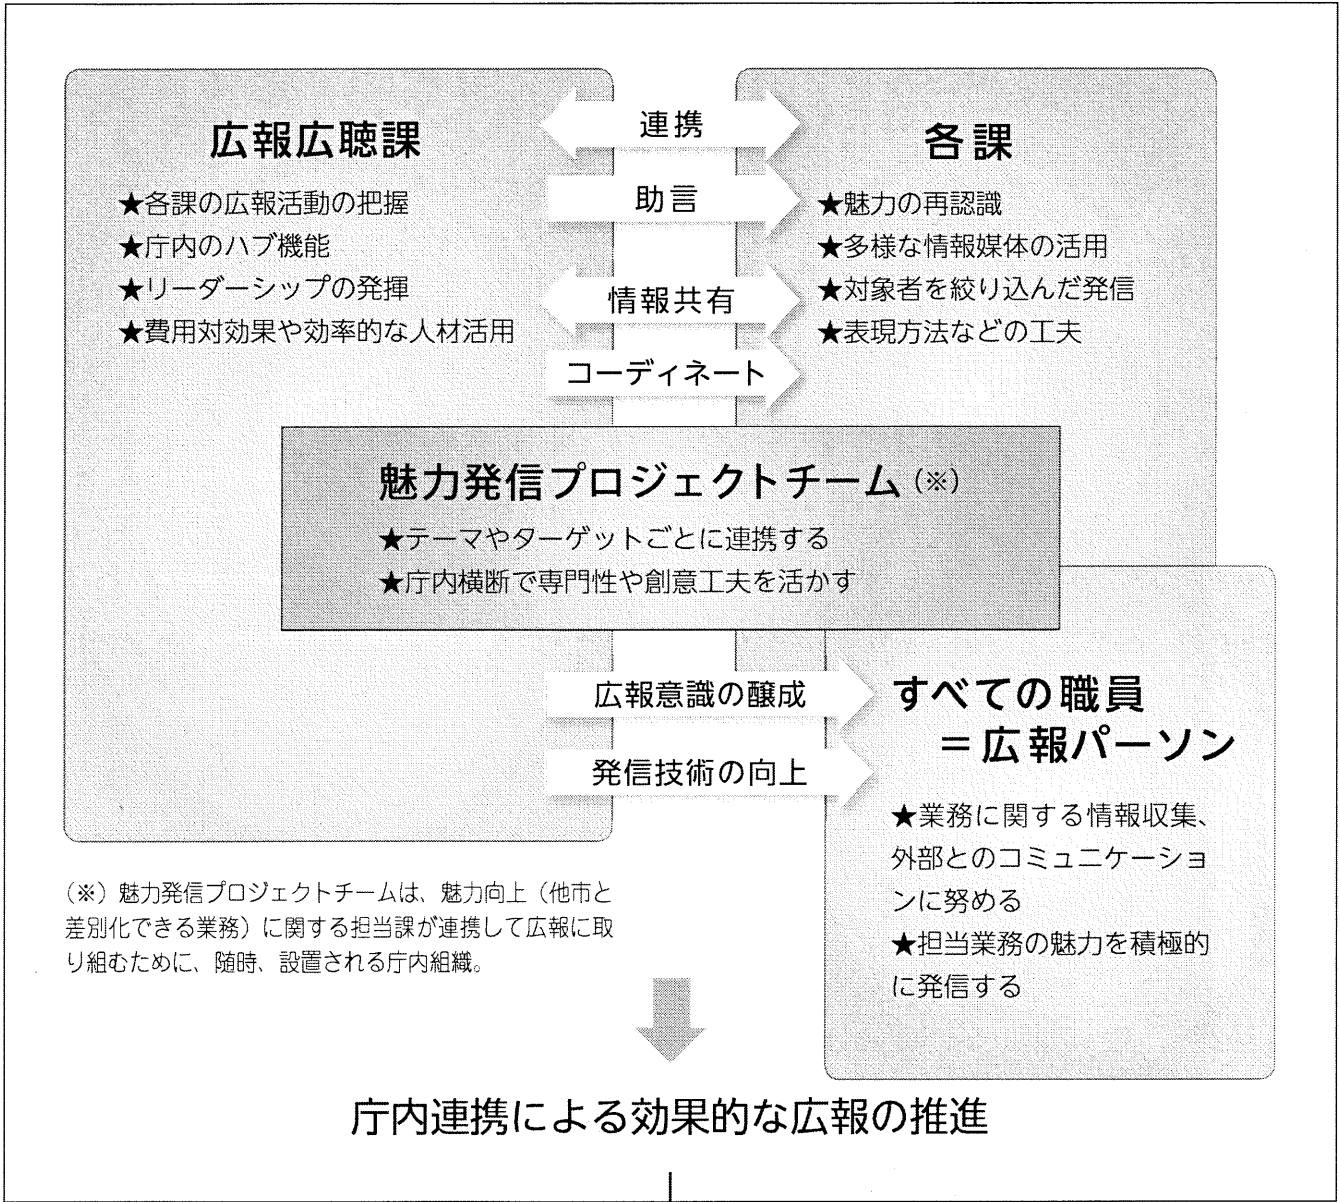 広報広聴課
★各課の広報活動の把握
★庁内のハブ機能
★リーダーシップの発揮
★費用対効果や効率的な人材活用
連携
助言
情報共有
コーディネート
各課
★魅力の再認識
★多様な情報媒体の活用
★対象者を絞り込んだ発信
★表現方法などの工夫
魅力発信プロジェクトチーム（※）
★テーマやターゲットごとに連携する
★庁内横断で専門性や創意工夫を活かす
広報意識の醸成
発信技術の向上
すべての職員
＝広報パーソン
★業務に関する情報収集、
外部とのコミュニケーショ
ンに努める
★担当業務の魅力を積極的
に発信する
（※）魅力発信プロジェクトチームは、魅力向上（他市と
差別化できる業務）に関する担当課が連携して広報に取
り組むために、随時、設置される庁内組織。
庁内連携による効果的な広報の推進